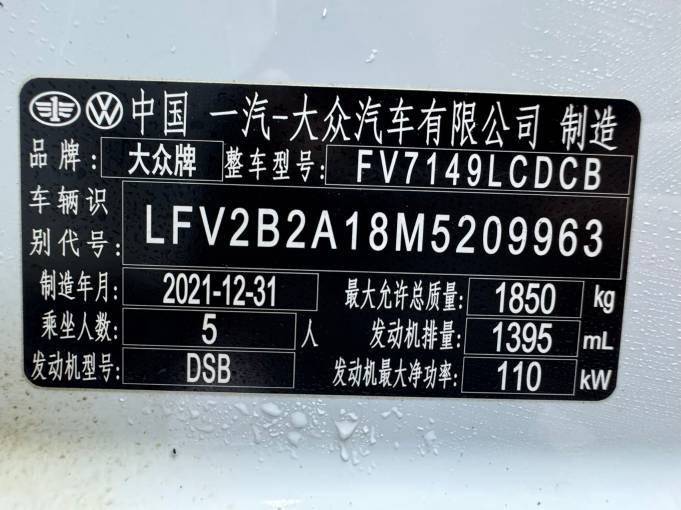 中国 一汽-大众汽车有限公司 制造
品牌: 大众牌 整车型号: FV7149LCDCB
车辆识别代号: LFV2B2A18M5209963
制造年月: 2021-12-31 最大允许总质量: 1850 kg
乘坐人数: 5 人 发动机排量: 1395 mL
发动机型号: DSB 发动机最大净功率: 110 kW